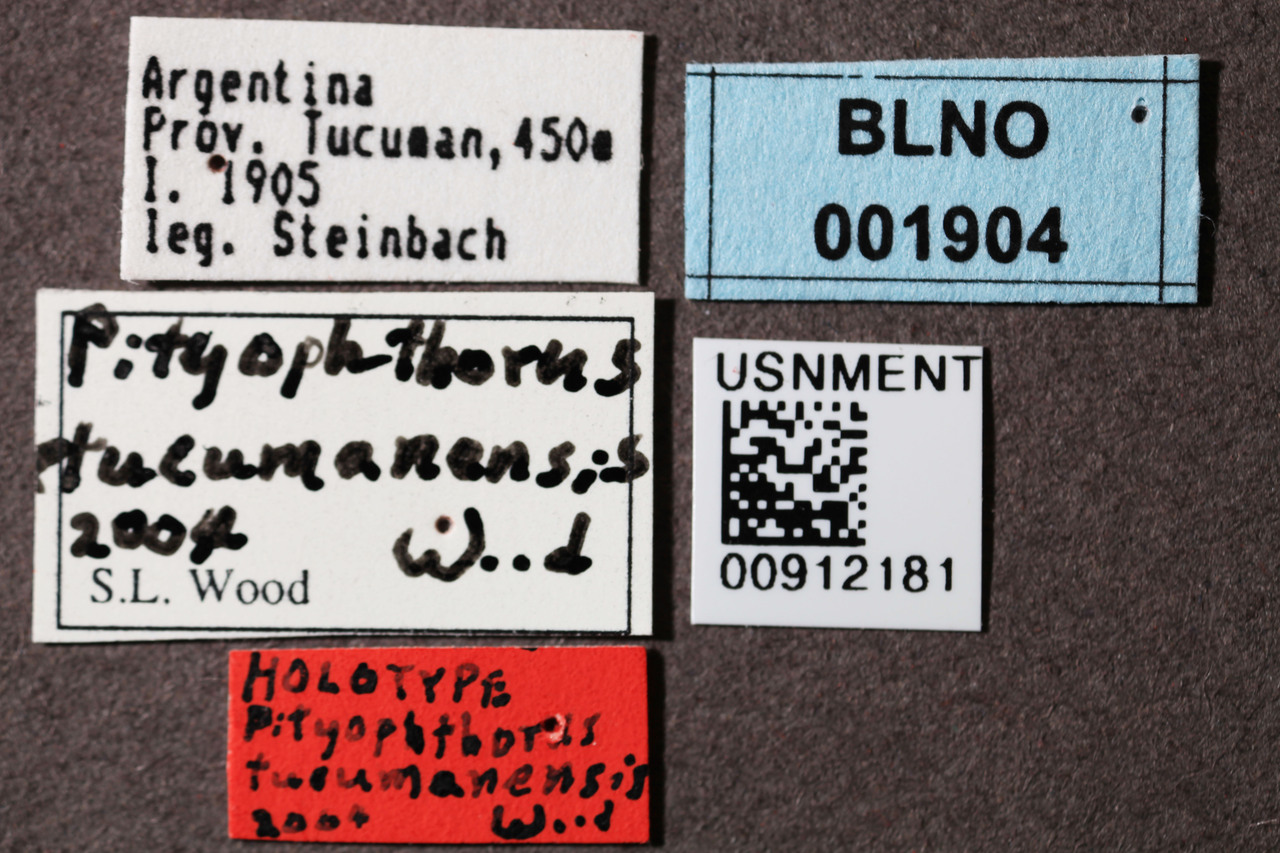 Argentina
Prov. Tucuman, 450m
I. 1905
leg. Steinbach
BLNO
001904
Pityophthorus
tucumanensis
2004 Wood
S.L. Wood
USNMENT
00912181
HOLOTYPE
Pityophthorus
tucumanensis
2004 Wood